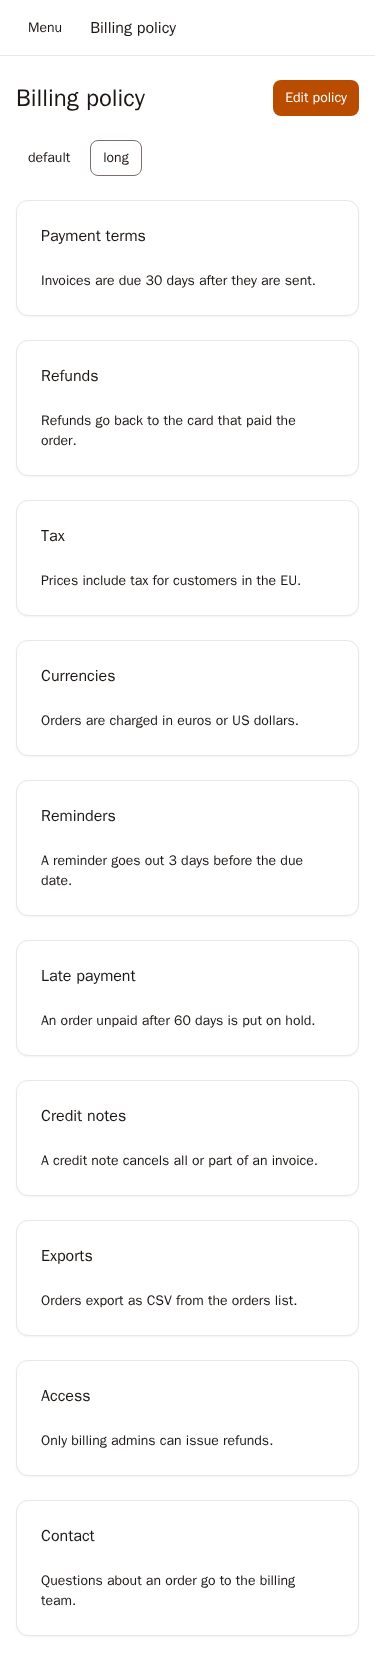 Menu
Billing policy
Billing policy
Edit policy
default
long
Payment terms
Invoices are due 30 days after they are sent.
Refunds
Refunds go back to the card that paid the
order.
Tax
Prices include tax for customers in the EU.
Currencies
Orders are charged in euros or US dollars.
Reminders
A reminder goes out 3 days before the due
date.
Late payment
An order unpaid after 60 days is put on hold.
Credit notes
A credit note cancels all or part of an invoice.
Exports
Orders export as CSV from the orders list.
Access
Only billing admins can issue refunds.
Contact
Questions about an order go to the billing
team.